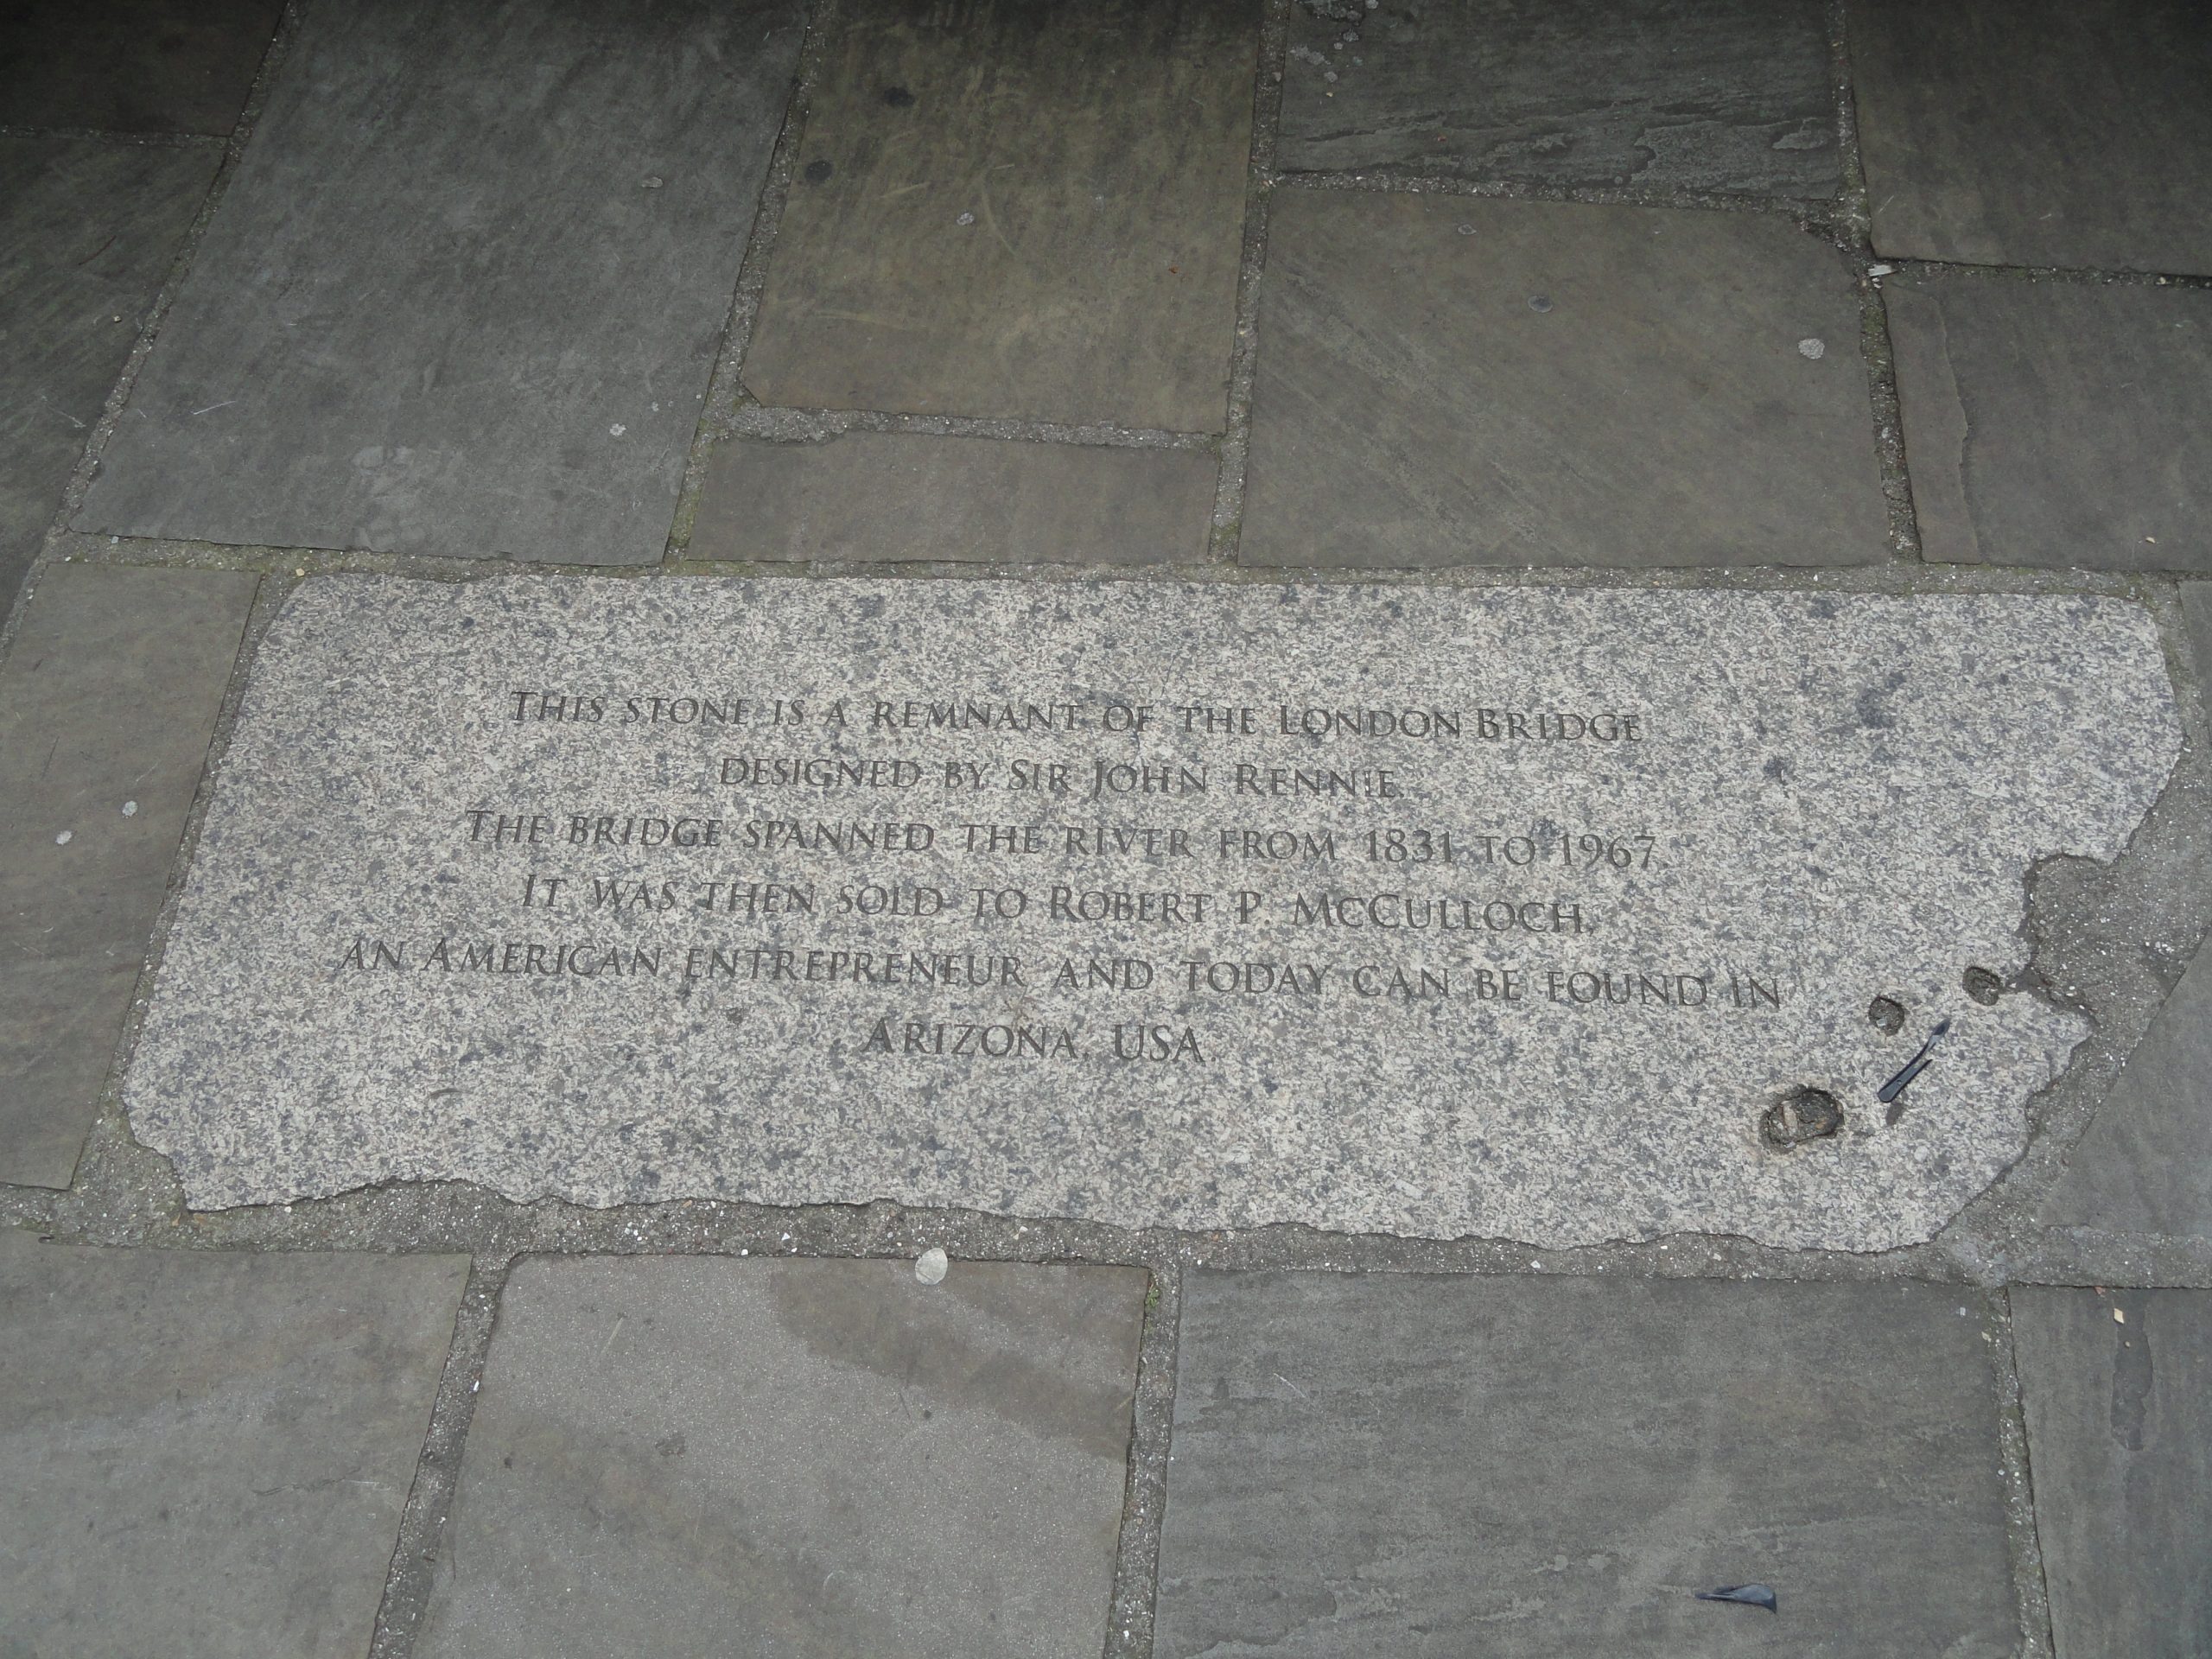 This stone is a remnant of the London Bridge
designed by Sir John Rennie.
The bridge spanned the river from 1831 to 1967
It was then sold to Robert P. McCulloch,
an American entrepreneur and today can be found in
Arizona, USA